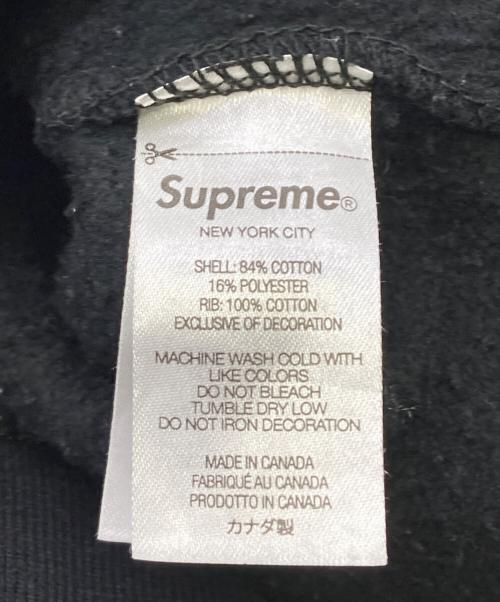 Supreme®
NEW YORK CITY
SHELL: 84% COTTON
16% POLYESTER
RIB: 100% COTTON
EXCLUSIVE OF DECORATION
MACHINE WASH COLD WITH
LIKE COLORS
DO NOT BLEACH
TUMBLE DRY LOW
DO NOT IRON DECORATION
MADE IN CANADA
FABRIQUÉ AU CANADA
PRODOTTO IN CANADA
カナダ製